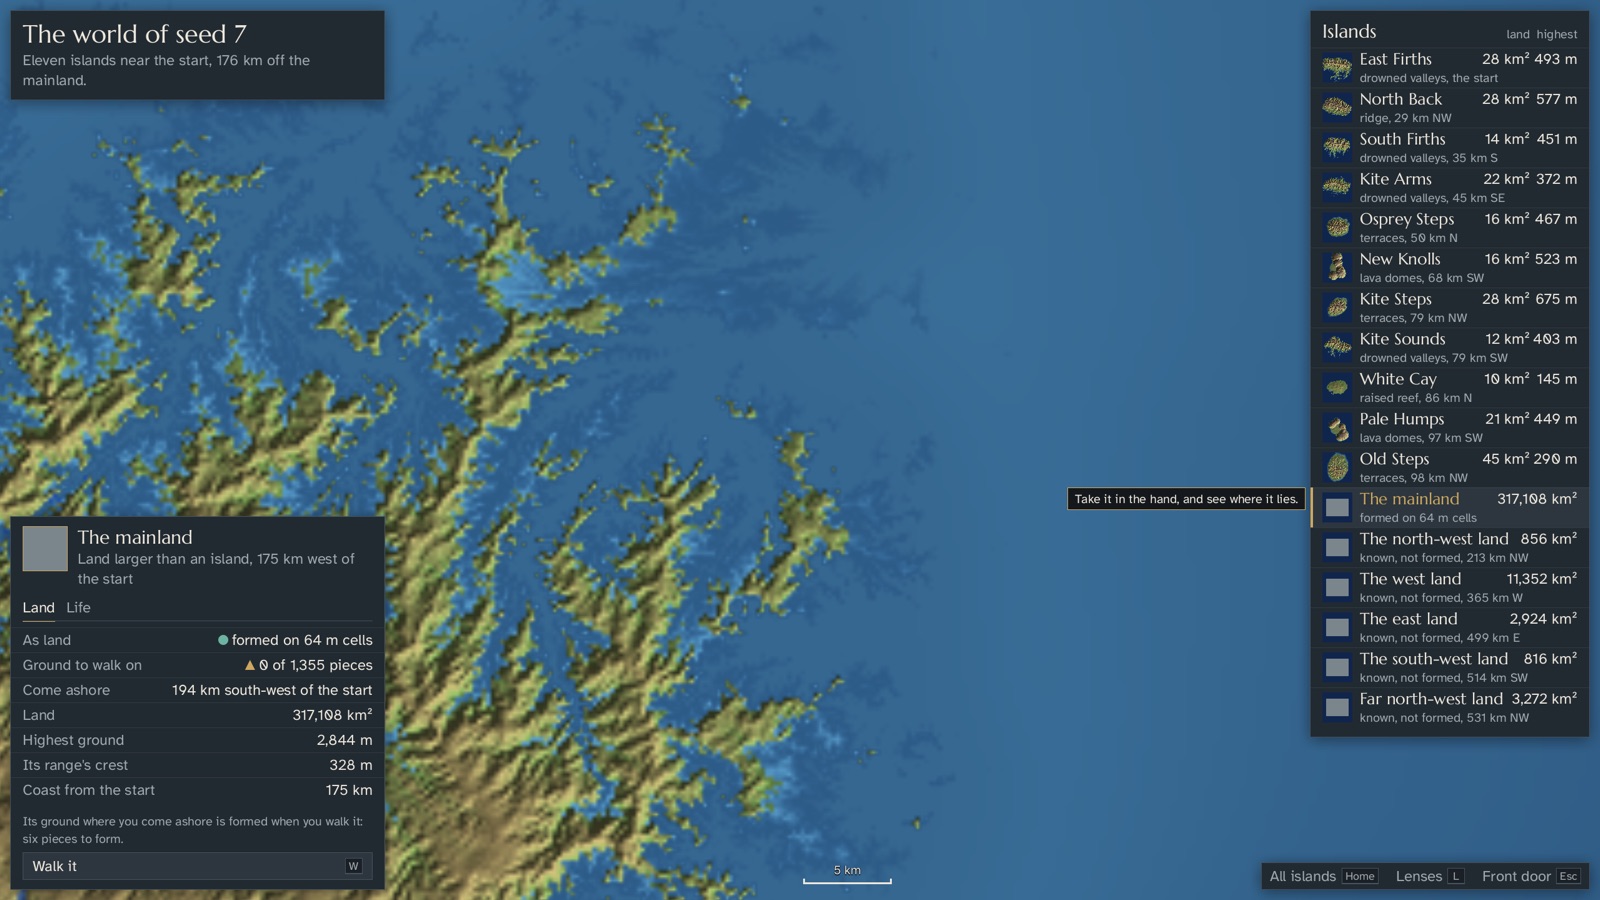 The world of seed 7
Eleven islands near the start, 176 km off the
mainland.
Islands land highest
East Firths 28 km² 493 m
drowned valleys, the start
North Back 28 km² 577 m
ridge, 29 km NW
South Firths 14 km² 451 m
drowned valleys, 35 km S
Kite Arms 22 km² 372 m
drowned valleys, 45 km SE
Osprey Steps 16 km² 467 m
terraces, 50 km N
New Knolls 16 km² 523 m
lava domes, 68 km SW
Kite Steps 28 km² 675 m
terraces, 79 km NW
Kite Sounds 12 km² 403 m
drowned valleys, 79 km SW
White Cay 10 km² 145 m
raised reef, 86 km N
Pale Humps 21 km² 449 m
lava domes, 97 km SW
Old Steps 45 km² 290 m
terraces, 98 km NW
Take it in the hand, and see where it lies.
The mainland 317,108 km²
formed on 64 m cells
The north-west land 856 km²
known, not formed, 213 km NW
The west land 11,352 km²
known, not formed, 365 km W
The east land 2,924 km²
known, not formed, 499 km E
The south-west land 816 km²
known, not formed, 514 km SW
Far north-west land 3,272 km²
known, not formed, 531 km NW
The mainland
Land larger than an island, 175 km west of
the start
Land Life
As land formed on 64 m cells
Ground to walk on 0 of 1,355 pieces
Come ashore 194 km south-west of the start
Land 317,108 km²
Highest ground 2,844 m
Its range's crest 328 m
Coast from the start 175 km
Its ground where you come ashore is formed when you walk it:
six pieces to form.
Walk it W
5 km
All islands Home Lenses L Front door Esc